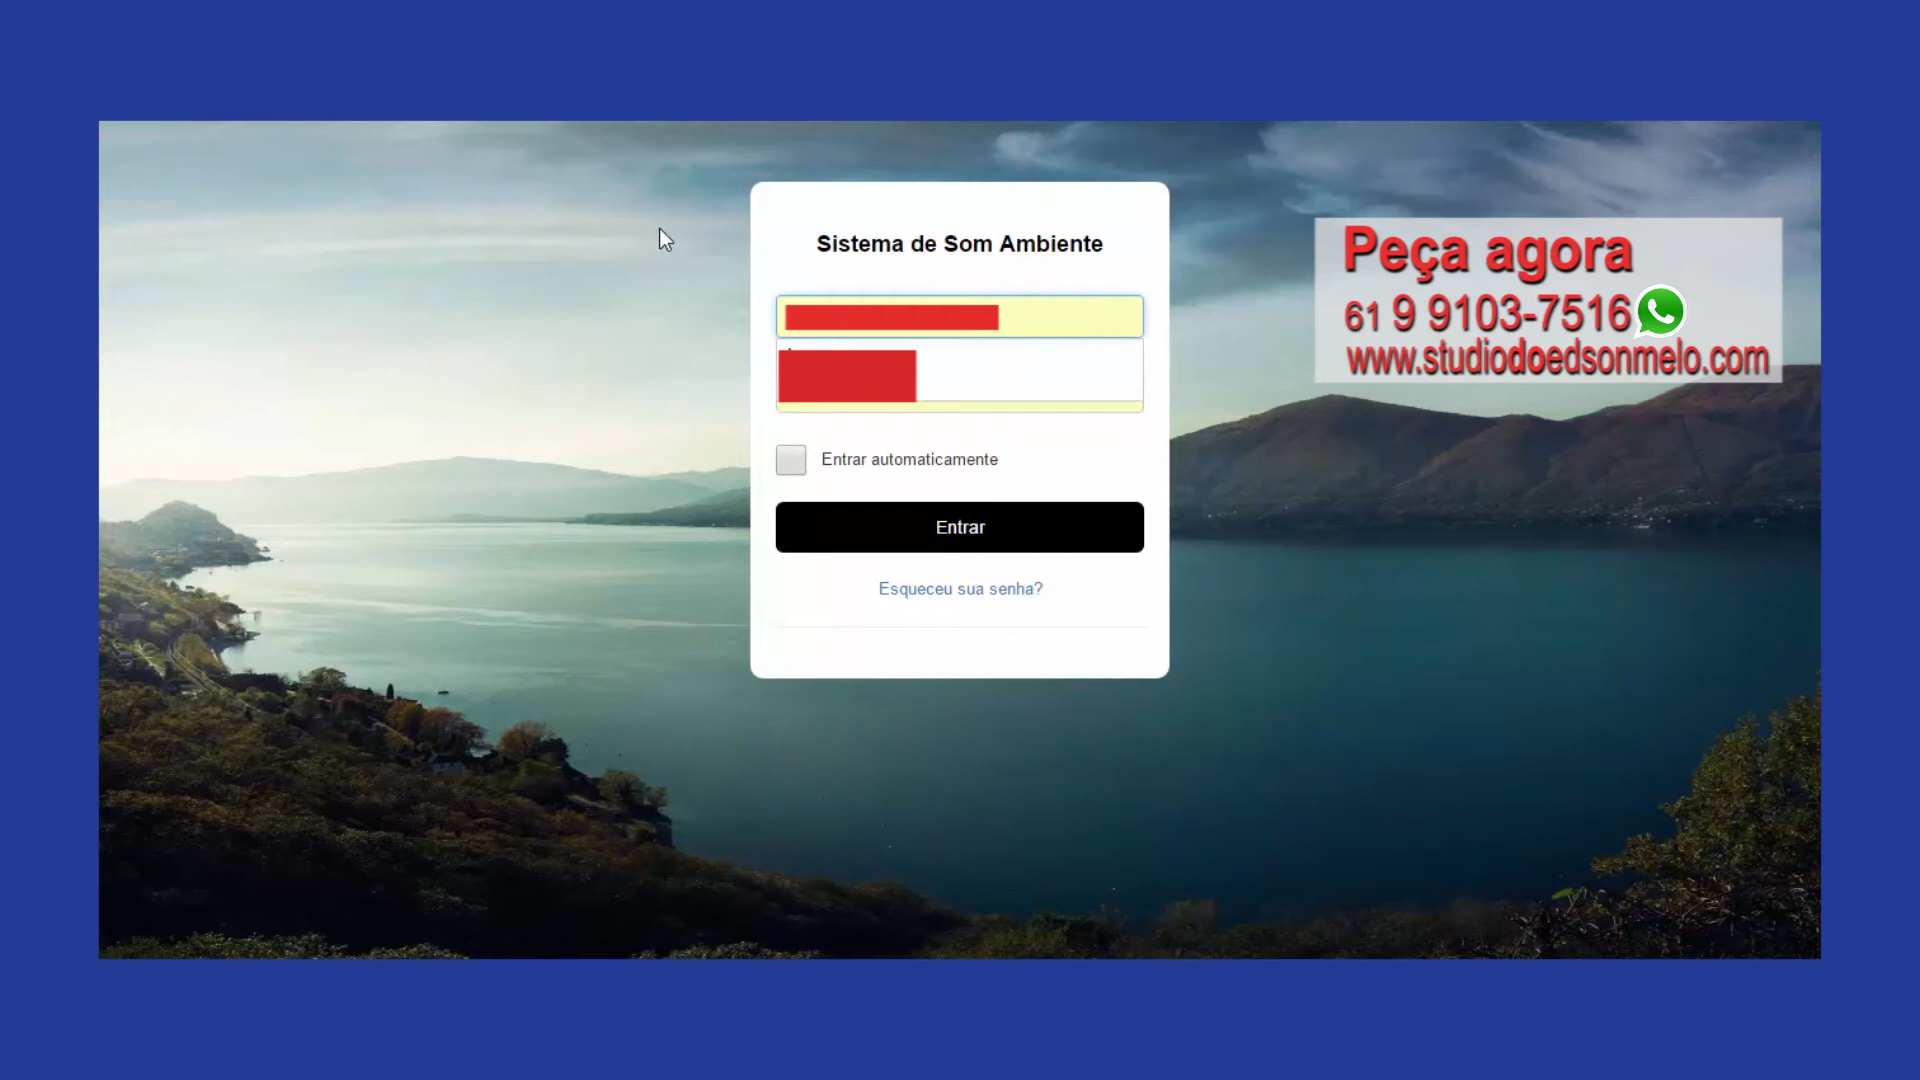 Sistema de Som Ambiente
Entrar automaticamente
Entrar
Esqueceu sua senha?
Peça agora
61 9 9103-7516
www.studiodoedsonmelo.com